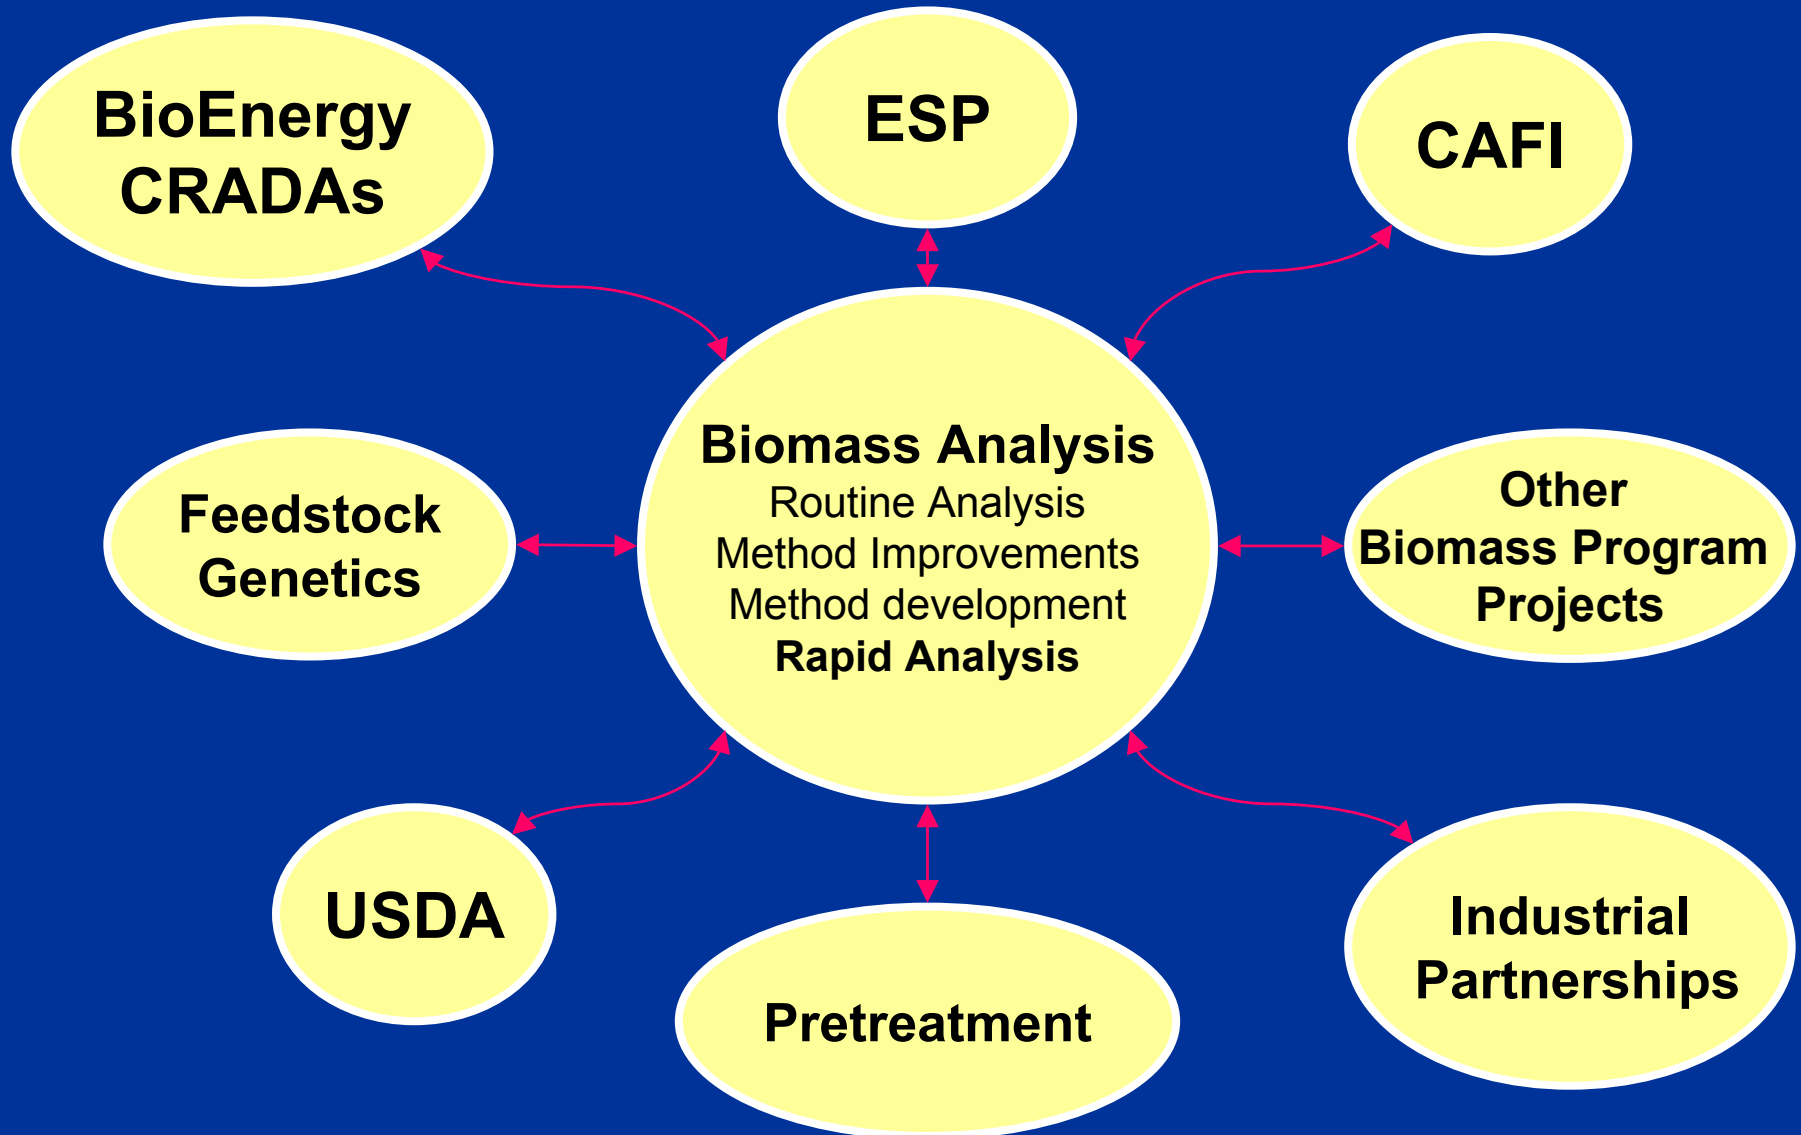 BioEnergy
CRADAs
ESP
CAFI
Feedstock
Genetics
Biomass Analysis
Routine Analysis
Method Improvements
Method development
Rapid Analysis
Other
Biomass Program
Projects
USDA
Pretreatment
Industrial
Partnerships